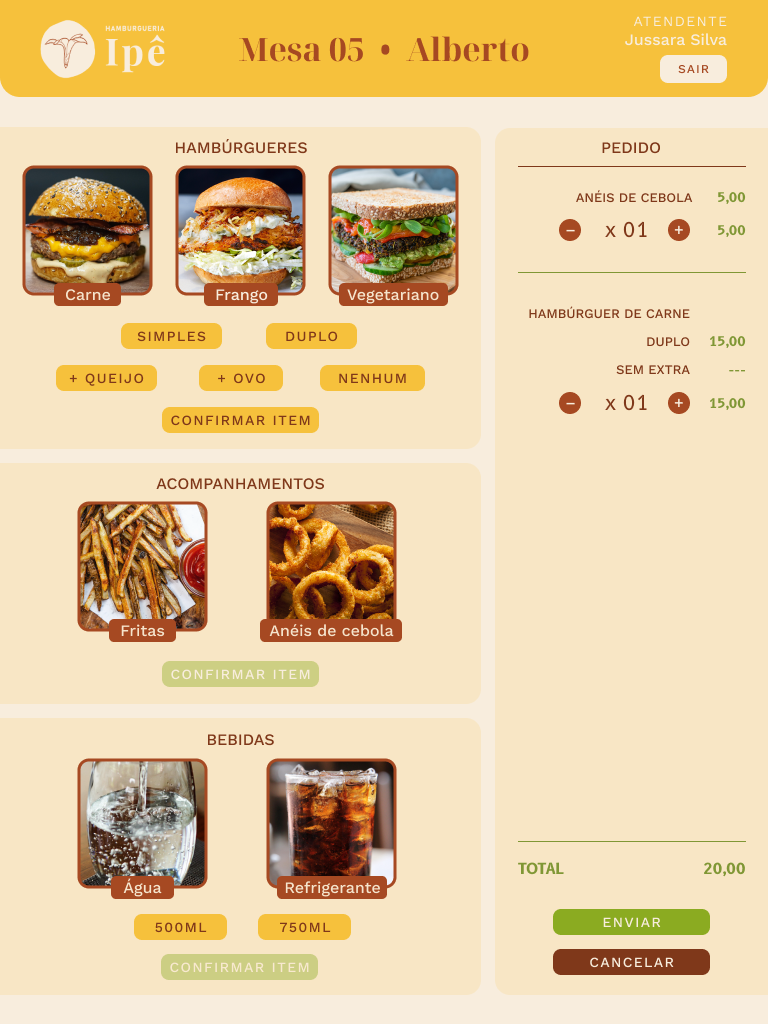 HAMBURGUERIA
Ipê
Mesa 05 • Alberto
ATENDENTE
Jussara Silva
SAIR
HAMBÚRGUERES
Carne
Frango
Vegetariano
SIMPLES
DUPLO
+ QUEIJO
+ OVO
NENHUM
CONFIRMAR ITEM
ACOMPANHAMENTOS
Fritas
Anéis de cebola
CONFIRMAR ITEM
BEBIDAS
Água
Refrigerante
500ML
750ML
CONFIRMAR ITEM
PEDIDO
ANÉIS DE CEBOLA 5,00
– x 01 + 5,00
HAMBÚRGUER DE CARNE
DUPLO 15,00
SEM EXTRA ---
– x 01 + 15,00
TOTAL 20,00
ENVIAR
CANCELAR